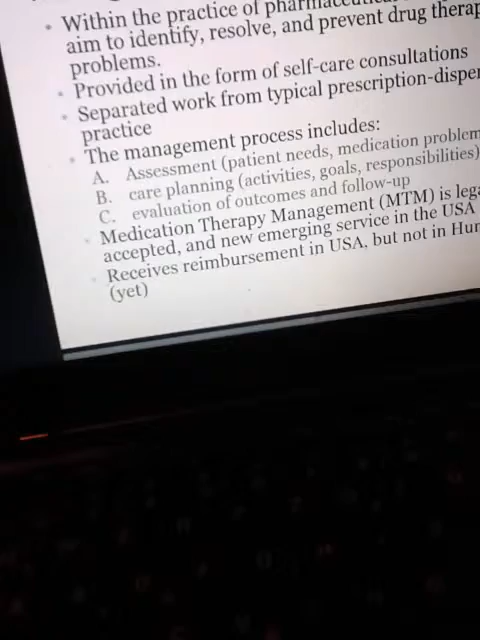 • Within the practice of
aim to identify, resolve, and prevent drug
problems.
• Provided in the form of self-care consultations
• Separated work from typical
practice
• The management process includes:
A. Assessment (patient needs, medication
B. care planning (activities, goals, responsibilities)
C. evaluation of outcomes and follow-up
• Medication Therapy Management (MTM) is
accepted, and new emerging service in the USA
• Receives reimbursement in USA, but not in
(yet)